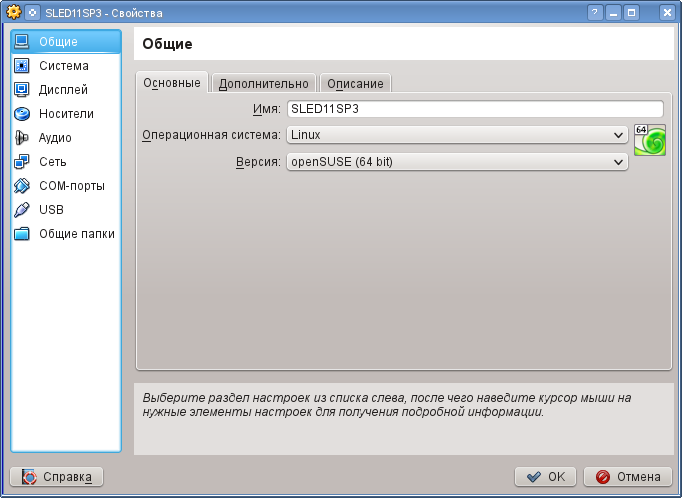 SLED11SP3 - Свойства
?
Общие
Система
Дисплей
Носители
Аудио
Сеть
COM-порты
USB
Общие папки
Общие
Основные Дополнительно Описание
Имя: SLED11SP3
Операционная система: Linux
64
Версия: openSUSE (64 bit)
Выберите раздел настроек из списка слева, после чего наведите курсор мыши на
нужные элементы настроек для получения подробной информации.
Справка OK Отмена